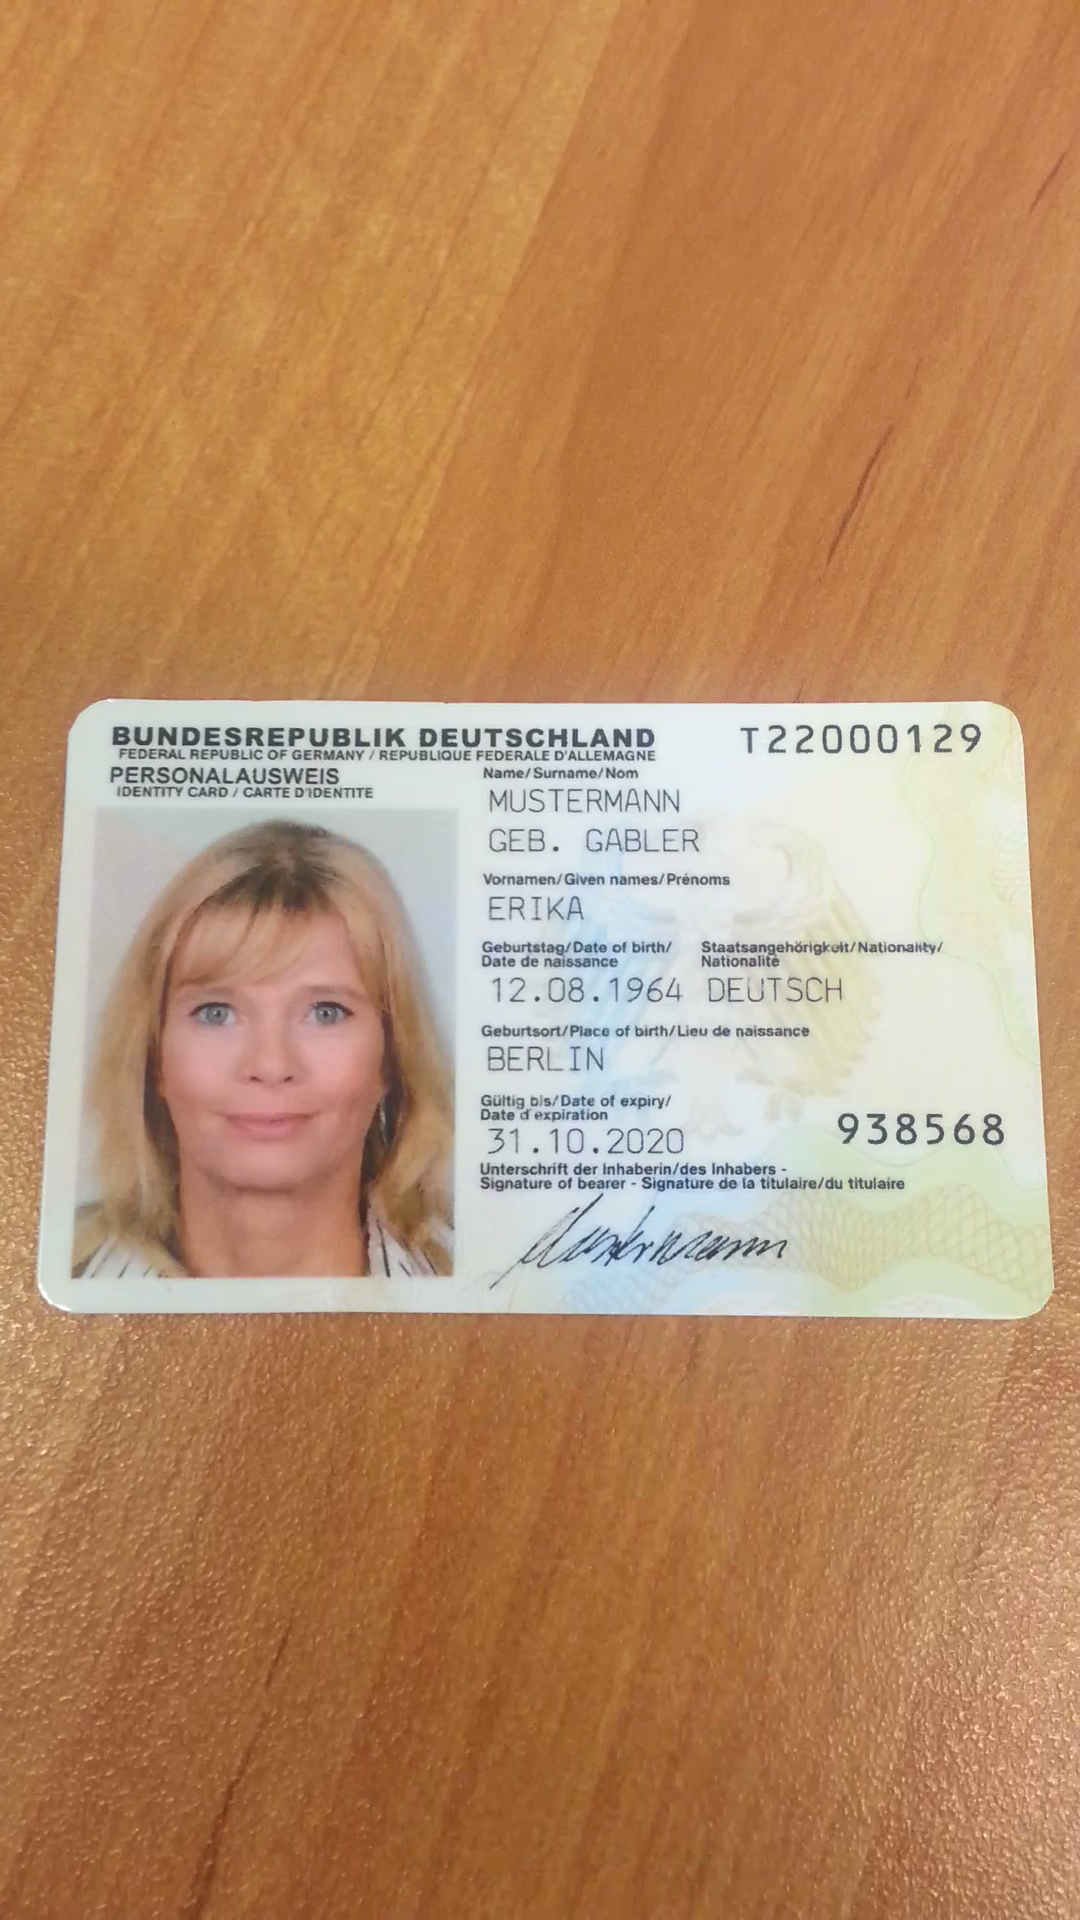 BUNDESREPUBLIK DEUTSCHLAND
T22000129
FEDERAL REPUBLIC OF GERMANY / REPUBLIQUE FEDERALE D'ALLEMAGNE
PERSONALAUSWEIS
IDENTITY CARD / CARTE D'IDENTITE
Name/Surname/Nom
MUSTERMANN
GEB. GABLER
Vornamen/Given names/Prénoms
ERIKA
Geburtstag/Date of birth/
Date de naissance
Staatsangehörigkeit/Nationality/
Nationalité
12.08.1964 DEUTSCH
Geburtsort/Place of birth/Lieu de naissance
BERLIN
Gültig bis/Date of expiry/
Date d'expiration
31.10.2020
938568
Unterschrift der Inhaberin/des Inhabers -
Signature of bearer - Signature de la titulaire/du titulaire
Mustermann